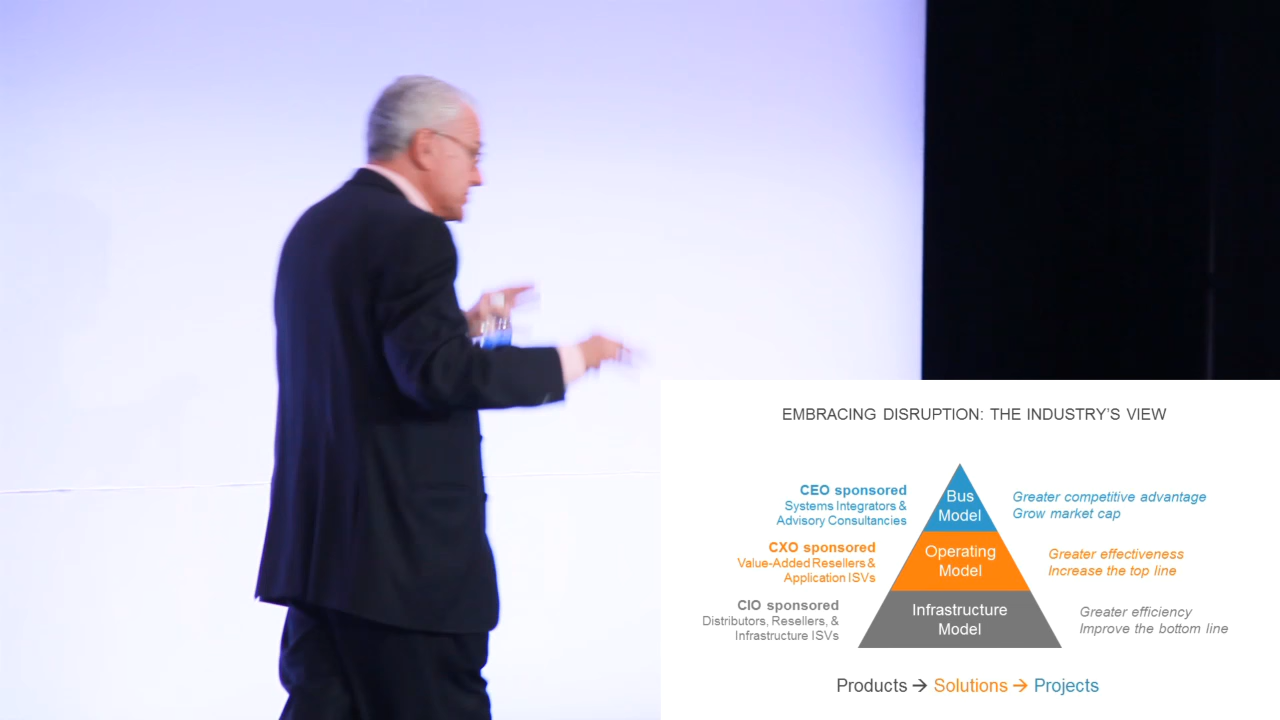 EMBRACING DISRUPTION: THE INDUSTRY'S VIEW
CEO sponsored
Systems Integrators &
Advisory Consultancies
Bus
Model
Greater competitive advantage
Grow market cap
CXO sponsored
Value-Added Resellers &
Application ISVs
Operating
Model
Greater effectiveness
Increase the top line
CIO sponsored
Distributors, Resellers, &
Infrastructure ISVs
Infrastructure
Model
Greater efficiency
Improve the bottom line
Products → Solutions → Projects